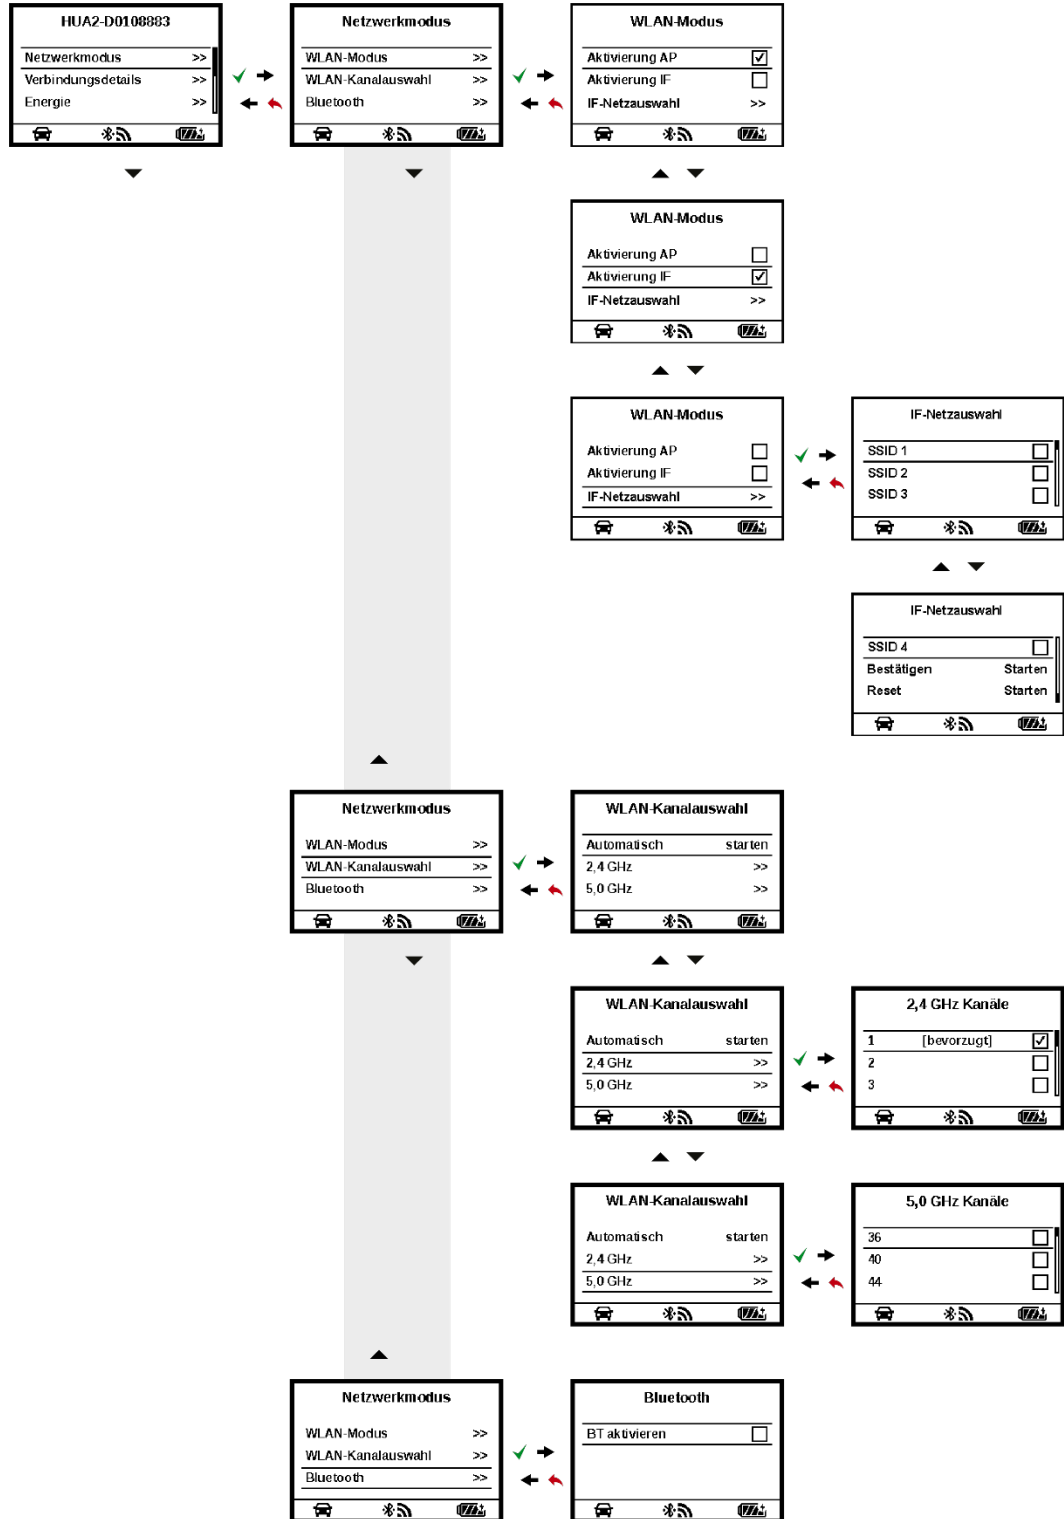 HUA2-D0108883
Netzwerkmodus >>
Verbindungsdetails >>
Energie >>
Netzwerkmodus
WLAN-Modus >>
WLAN-Kanalauswahl >>
Bluetooth >>
WLAN-Modus
Aktivierung AP
Aktivierung IF
IF-Netzauswahl >>
WLAN-Modus
Aktivierung AP
Aktivierung IF
IF-Netzauswahl >>
WLAN-Modus
Aktivierung AP
Aktivierung IF
IF-Netzauswahl >>
IF-Netzauswahl
SSID 1
SSID 2
SSID 3
IF-Netzauswahl
SSID 4
Bestätigen Starten
Reset Starten
Netzwerkmodus
WLAN-Modus >>
WLAN-Kanalauswahl >>
Bluetooth >>
WLAN-Kanalauswahl
Automatisch starten
2,4 GHz >>
5,0 GHz >>
WLAN-Kanalauswahl
Automatisch starten
2,4 GHz >>
5,0 GHz >>
2,4 GHz Kanäle
1 [bevorzugt]
2
3
WLAN-Kanalauswahl
Automatisch starten
2,4 GHz >>
5,0 GHz >>
5,0 GHz Kanäle
36
40
44
Netzwerkmodus
WLAN-Modus >>
WLAN-Kanalauswahl >>
Bluetooth >>
Bluetooth
BT aktivieren